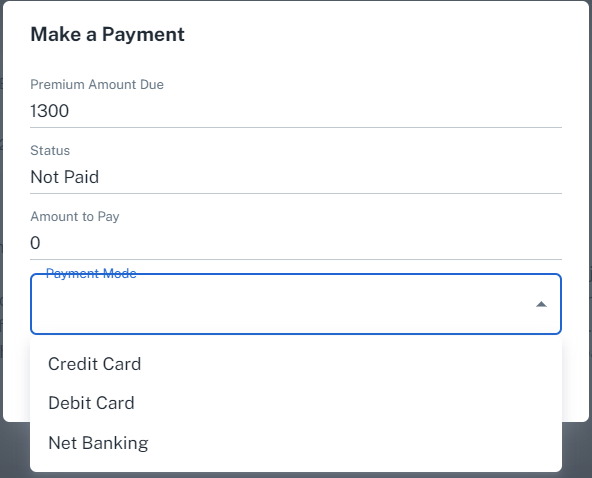 Make a Payment
Premium Amount Due
1300
Status
Not Paid
Amount to Pay
0
Payment Mode
Credit Card
Debit Card
Net Banking